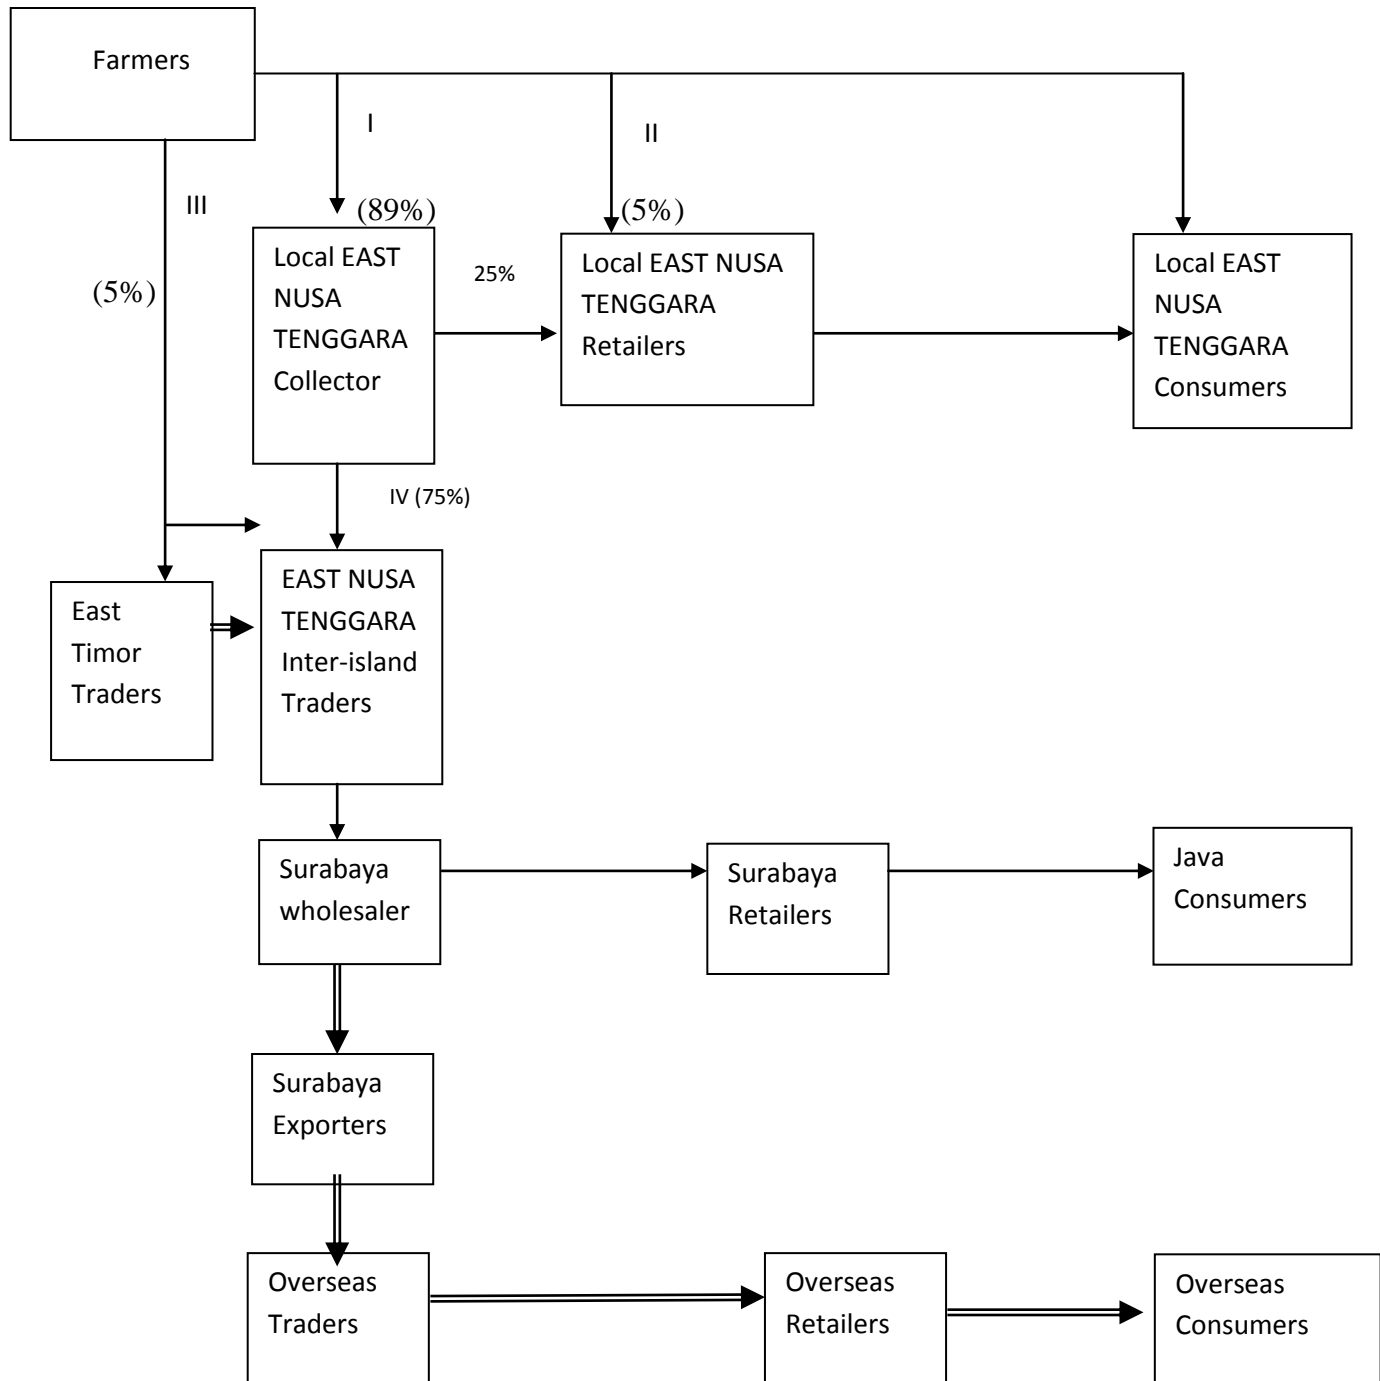 Farmers
I
II
III
(89%)
(5%)
(5%)
Local EAST
NUSA
TENGGARA
Collector
25%
Local EAST NUSA
TENGGARA
Retailers
Local EAST
NUSA
TENGGARA
Consumers
IV (75%)
East
Timor
Traders
EAST NUSA
TENGGARA
Inter-island
Traders
Surabaya
wholesaler
Surabaya
Retailers
Java
Consumers
Surabaya
Exporters
Overseas
Traders
Overseas
Retailers
Overseas
Consumers